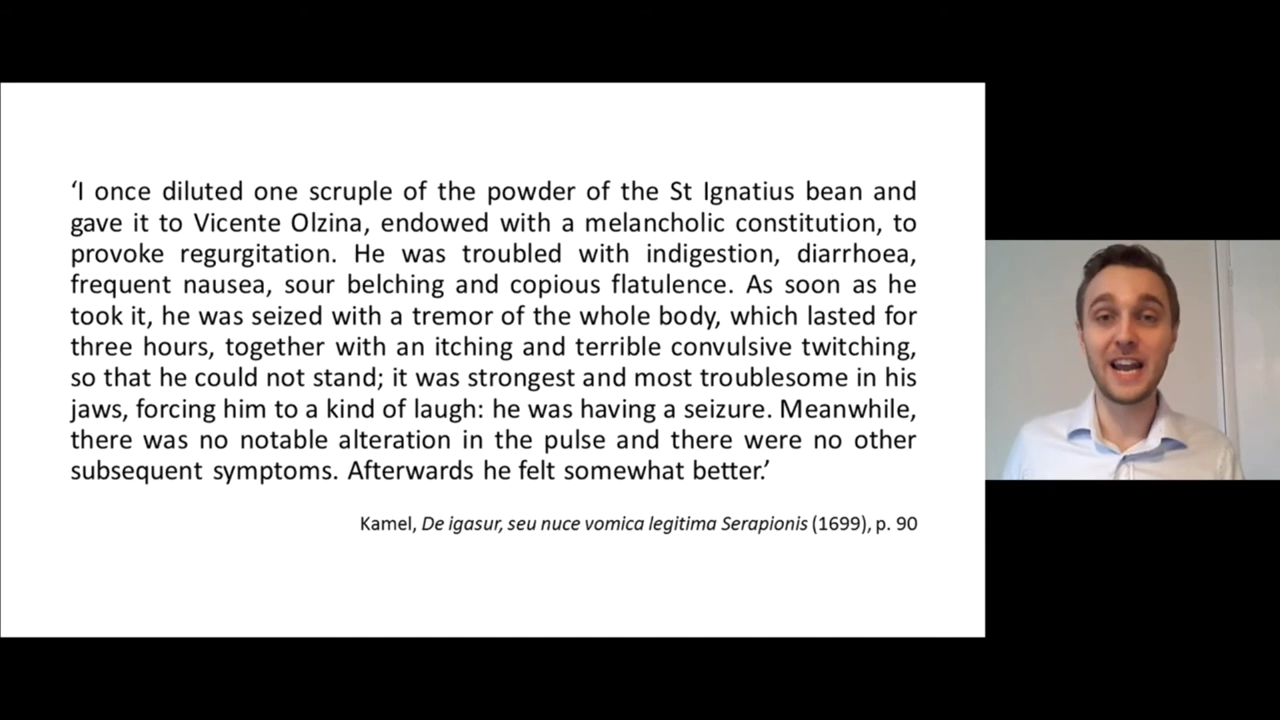 ‘I once diluted one scruple of the powder of the St Ignatius bean and
gave it to Vicente Olzina, endowed with a melancholic constitution, to
provoke regurgitation. He was troubled with indigestion, diarrhoea,
frequent nausea, sour belching and copious flatulence. As soon as he
took it, he was seized with a tremor of the whole body, which lasted for
three hours, together with an itching and terrible convulsive twitching,
so that he could not stand; it was strongest and most troublesome in his
jaws, forcing him to a kind of laugh: he was having a seizure. Meanwhile,
there was no notable alteration in the pulse and there were no other
subsequent symptoms. Afterwards he felt somewhat better.’
Kamel, De igasur, seu nuce vomica legitima Serapionis (1699), p. 90